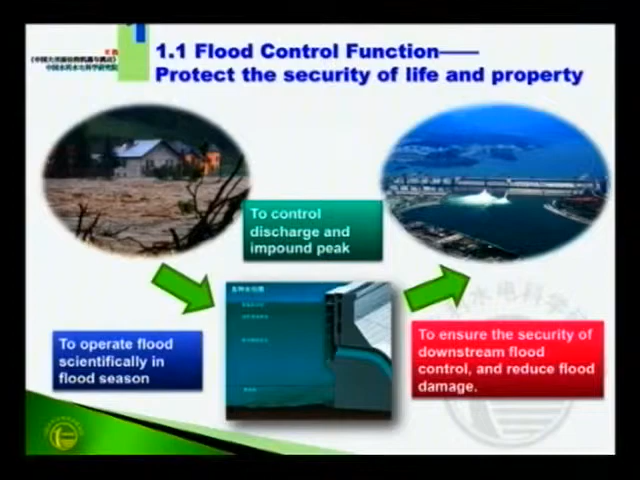 1
1.1 Flood Control Function——
Protect the security of life and property
To control
discharge and
impound peak
To operate flood
scientifically in
flood season
To ensure the security of
downstream flood
control, and reduce flood
damage.